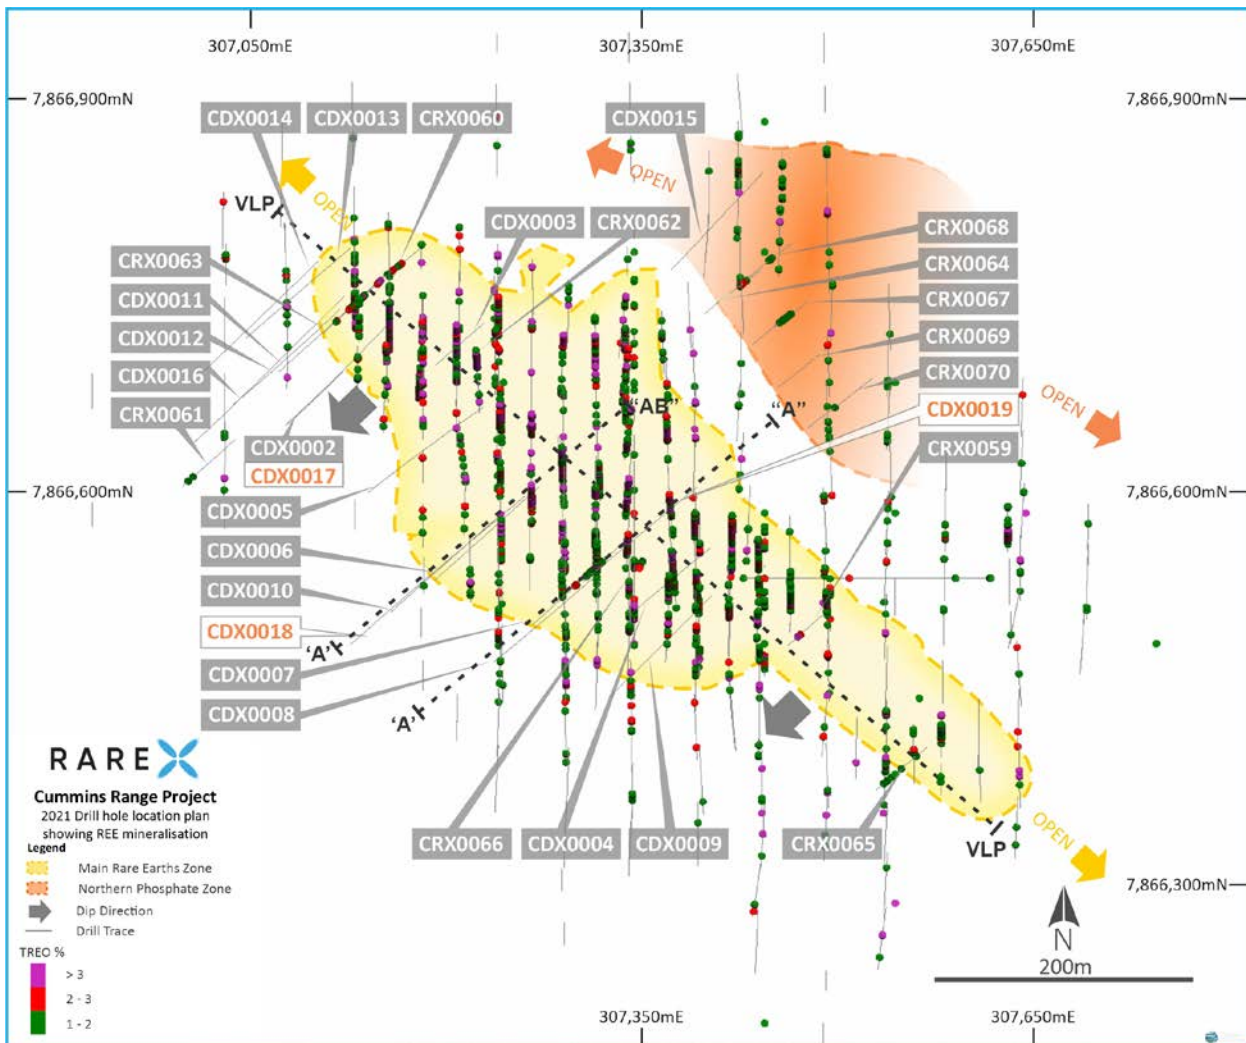 307,050mE 307,350mE 307,650mE
7,866,900mN 7,866,900mN
CDX0014 CDX0013 CRX0060 CDX0015
OPEN
OPEN
VLP
CDX0003 CRX0062
CRX0068
CRX0063
CRX0064
CDX0011
CRX0067
CDX0012
CRX0069
CDX0016
CRX0070
CRX0061
"AB" "A" CDX0019
OPEN
CDX0002
CRX0059
CDX0017
7,866,600mN 7,866,600mN
CDX0005
CDX0006
CDX0010
CDX0018
'A'
CDX0007
CDX0008
'A'
RAREX
Cummins Range Project
2021 Drill hole location plan
showing REE mineralisation
Legend
Main Rare Earths Zone
Northern Phosphate Zone
Dip Direction
Drill Trace
TREO %
> 3
2 - 3
1 - 2
CRX0066 CDX0004 CDX0009 CRX0065
VLP
OPEN
7,866,300mN
N
200m
307,350mE 307,650mE